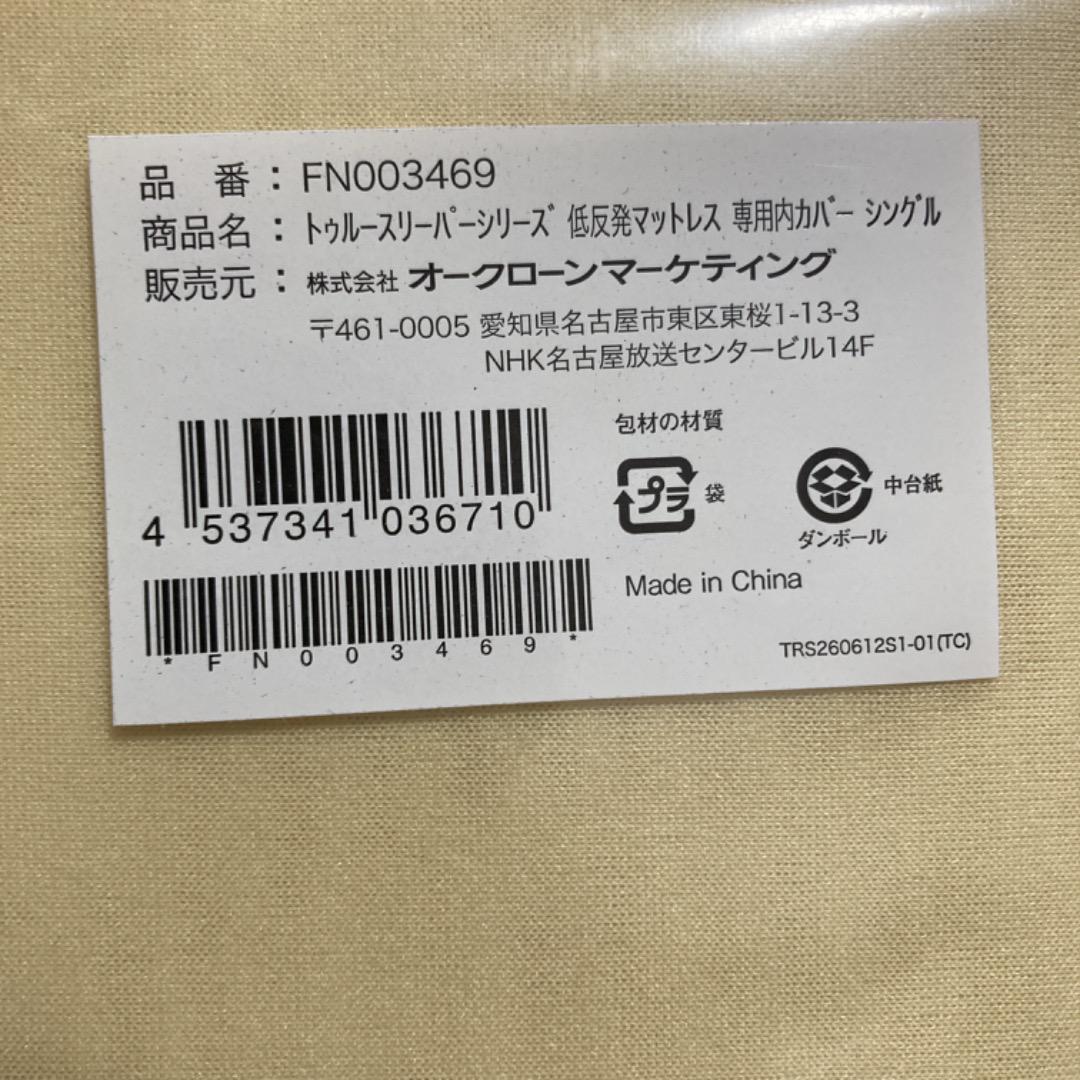 品　番：FN003469
商品名：ﾄｩﾙｰｽﾘｰﾊﾟｰｼﾘｰｽﾞ 低反発マットレス 専用内カバー シングル
販売元：株式会社 オークローンマーケティング
〒461-0005 愛知県名古屋市東区東桜1-13-3
NHK名古屋放送センタービル14F
包材の材質
プラ 袋
中台紙
ダンボール
4 537341 036710
Made in China
*FN003469*
TRS260612S1-01(TC)